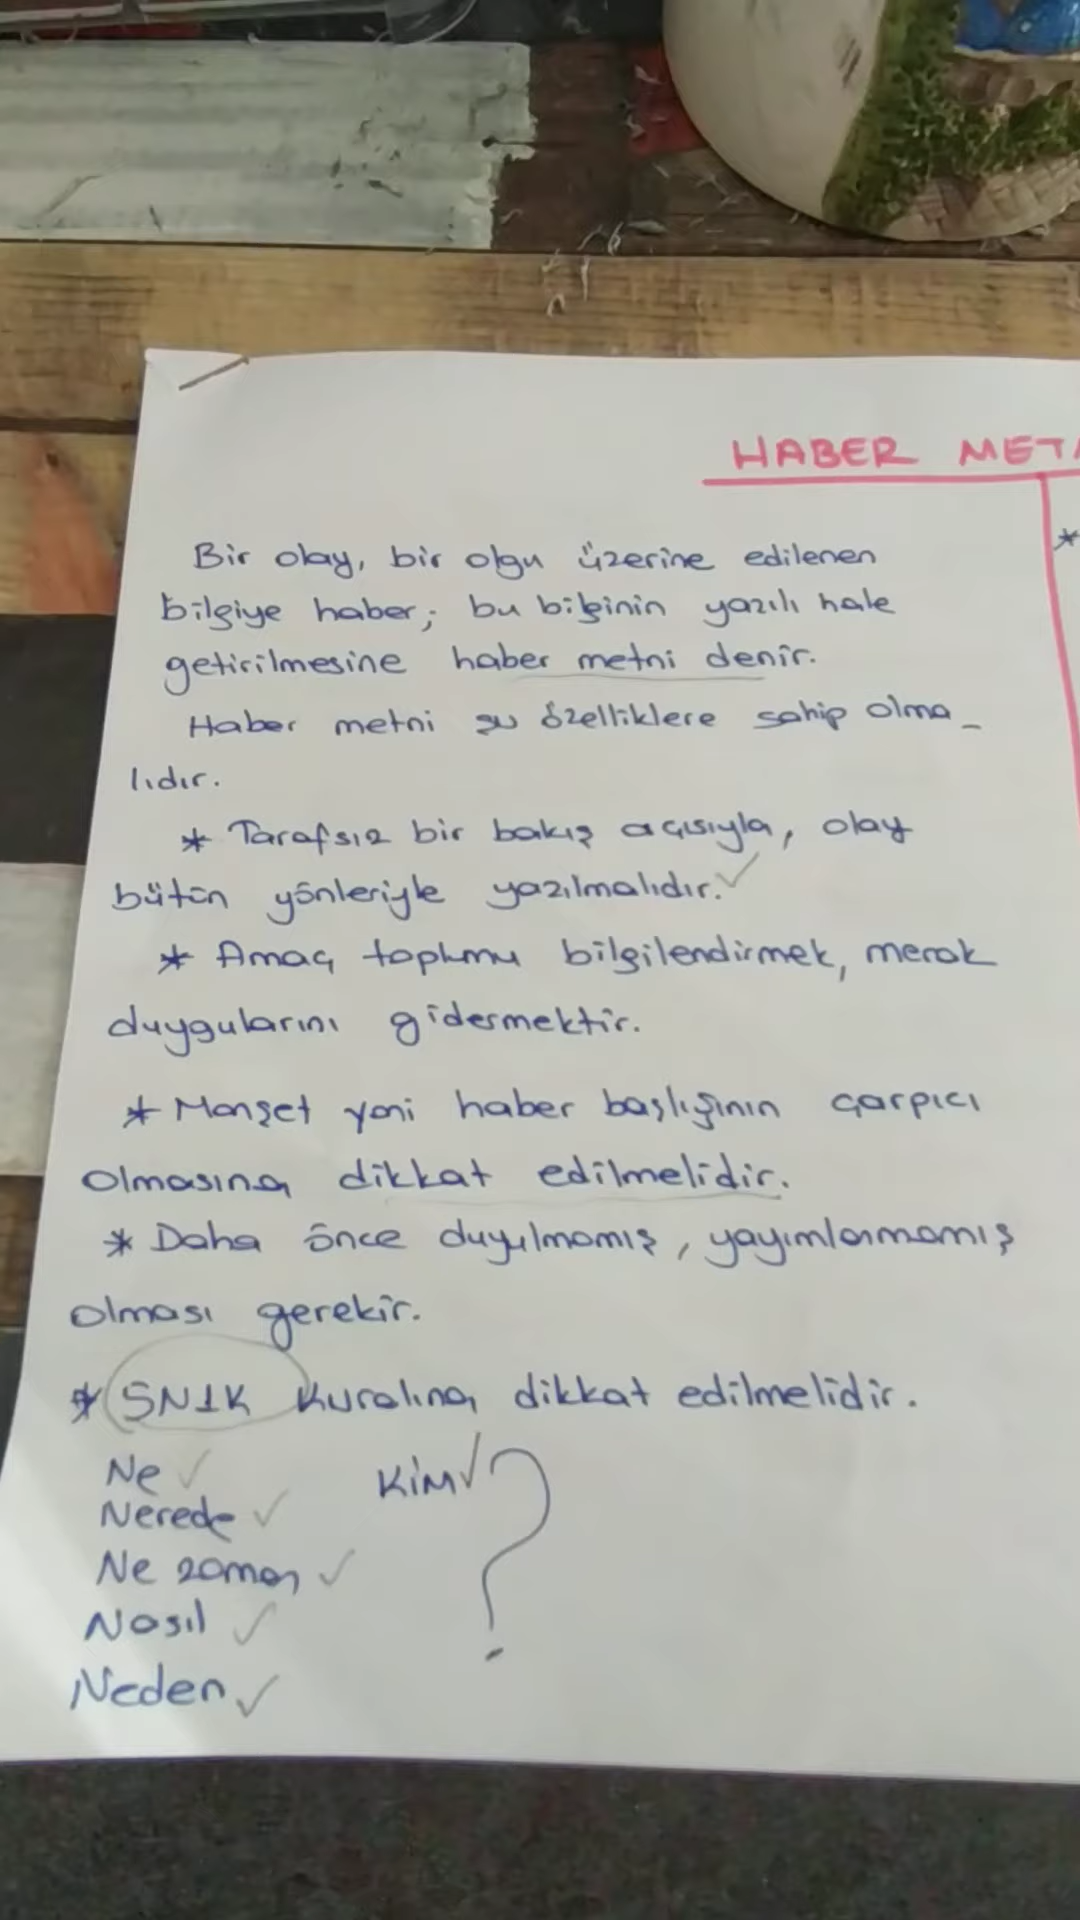 HABER MET
Bir olay, bir olgu üzerine edilenen
bilgiye haber; bu bilginin yazılı hale
getirilmesine haber metni denir.
Haber metni şu özelliklere sahip olma_
lıdır.
* Tarafsız bir bakış açısıyla, olay
bütün yönleriyle yazılmalıdır.✓
* Amaç toplumu bilgilendirmek, merak
duygularını gidermektir.
* Manşet yani haber başlığının çarpıcı
olmasına dikkat edilmelidir.
* Daha önce duyulmamış, yayımlanmamış
olması gerekir.
* 5N1K kuralına dikkat edilmelidir.
Ne ✓ Kim ✓ ?
Nerede ✓
Ne zaman ✓
Nasıl ✓
Neden ✓
*